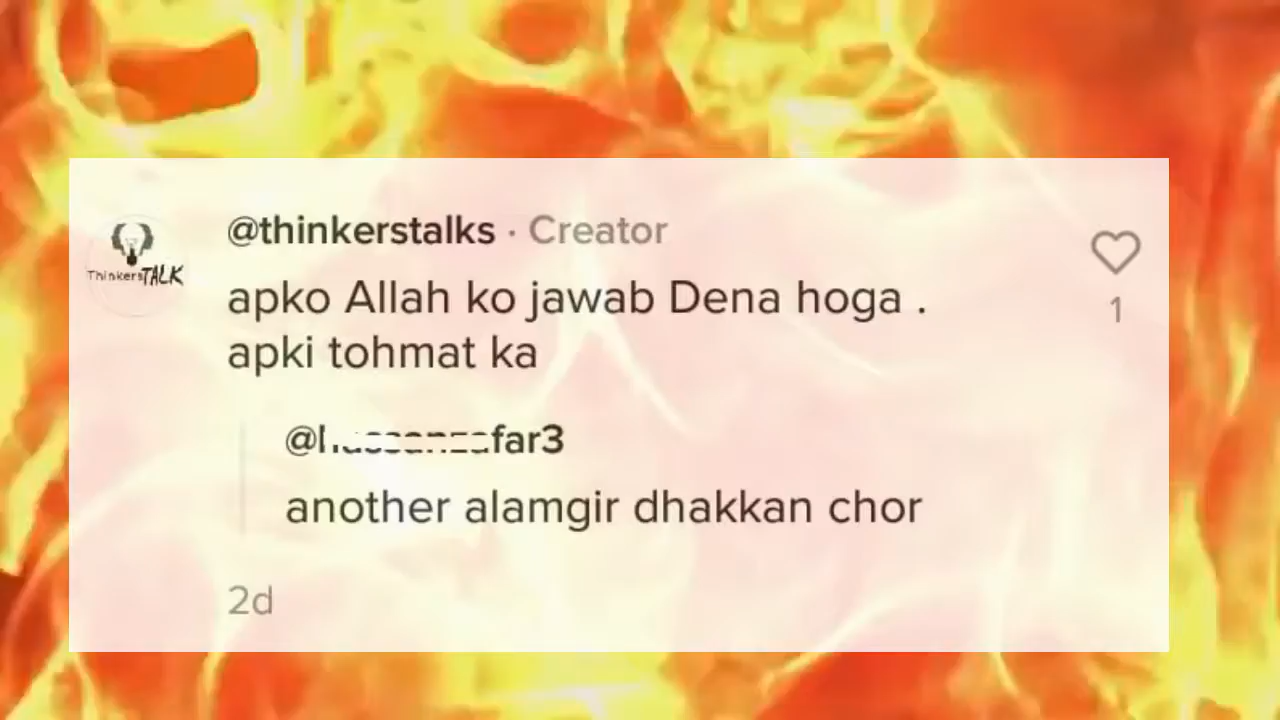 @thinkerstalks · Creator
ThinkersTALK
apko Allah ko jawab Dena hoga .
1
apki tohmat ka
another alamgir dhakkan chor
2d